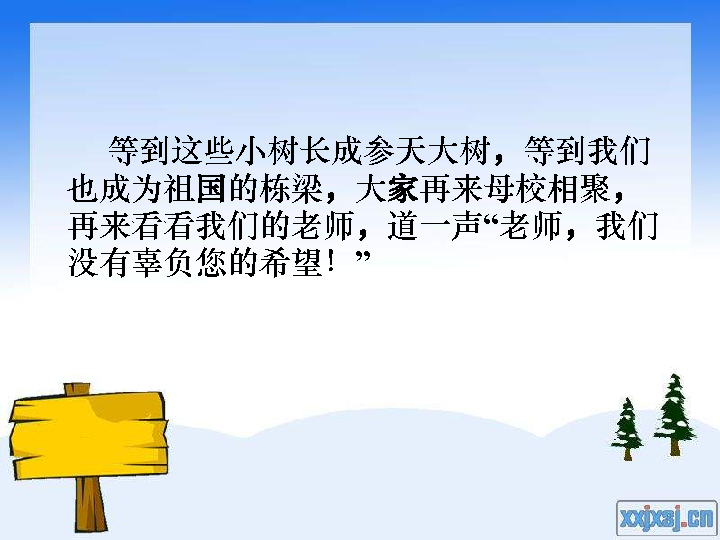 等到这些小树长成参天大树，等到我们
也成为祖国的栋梁，大家再来母校相聚，
再来看看我们的老师，道一声“老师，我们
没有辜负您的希望！”
xxjxsj.cn